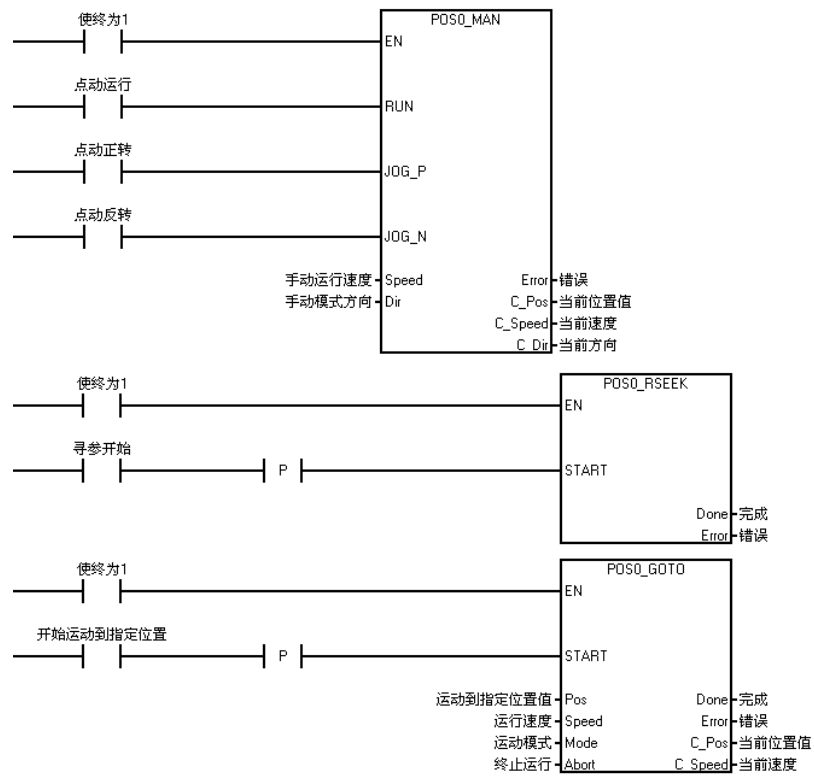 使终为1
POS0_MAN
EN
点动运行
RUN
点动正转
JOG_P
点动反转
JOG_N
手动运行速度 Speed Error 错误
手动模式方向 Dir C_Pos 当前位置值
C_Speed 当前速度
C_Dir 当前方向
使终为1
POS0_RSEEK
EN
寻参开始
P
START
Done 完成
Error 错误
使终为1
POS0_GOTO
EN
开始运动到指定位置
P
START
运动到指定位置值 Pos Done 完成
运行速度 Speed Error 错误
运动模式 Mode C_Pos 当前位置值
终止运行 Abort C_Speed 当前速度